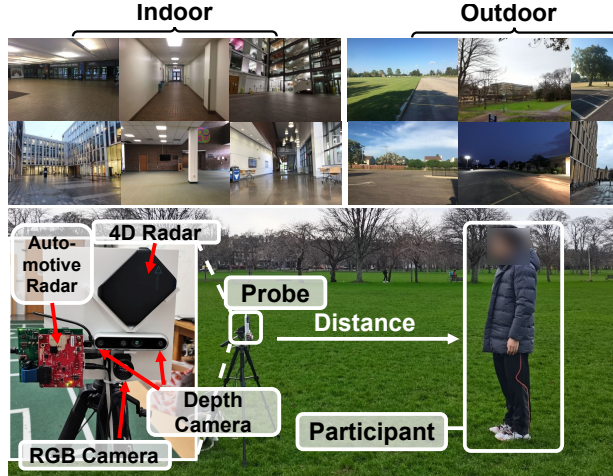 Indoor
Outdoor
4D Radar
Auto-
motive
Radar
Probe
Distance
Depth
Camera
RGB Camera
Participant